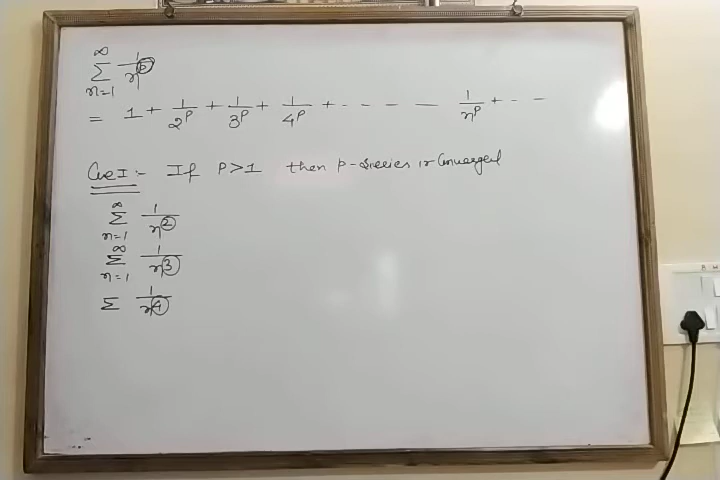 ∞
Σ 1/n^p
n=1
= 1 + 1/2^p + 1/3^p + 1/4^p + - - - - — 1/n^p + - -
Case I :- If P>1 then p-series is Convergent
∞
Σ 1/n^2
n=1
∞
Σ 1/n^3
n=1
Σ 1/n^4